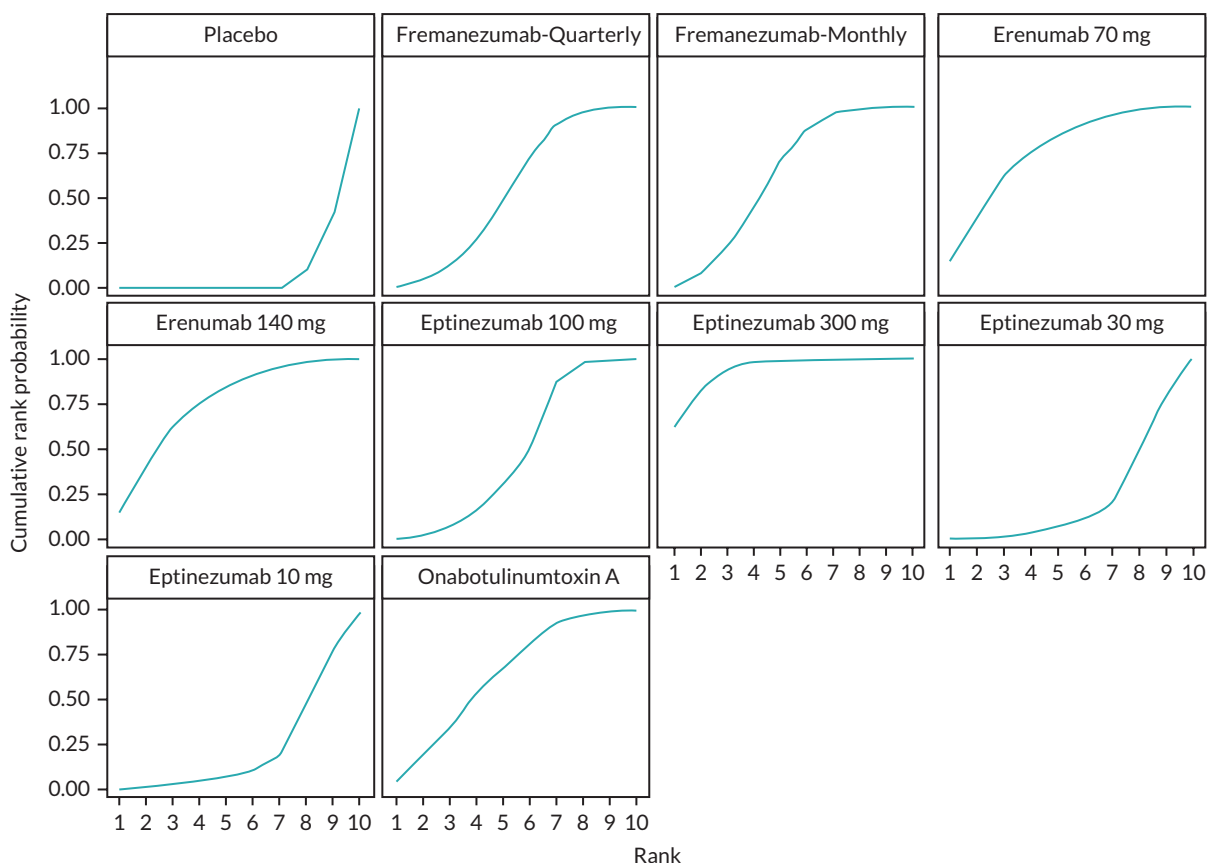 Placebo
Fremanezumab-Quarterly
Fremanezumab-Monthly
Erenumab 70 mg
1.00
0.75
0.50
0.25
0.00
Erenumab 140 mg
Eptinezumab 100 mg
Eptinezumab 300 mg
Eptinezumab 30 mg
1.00
0.75
0.50
0.25
0.00
1 2 3 4 5 6 7 8 9 10
1 2 3 4 5 6 7 8 9 10
Eptinezumab 10 mg
Onabotulinumtoxin A
1.00
0.75
0.50
0.25
0.00
1 2 3 4 5 6 7 8 9 10
1 2 3 4 5 6 7 8 9 10
Cumulative rank probability
Rank